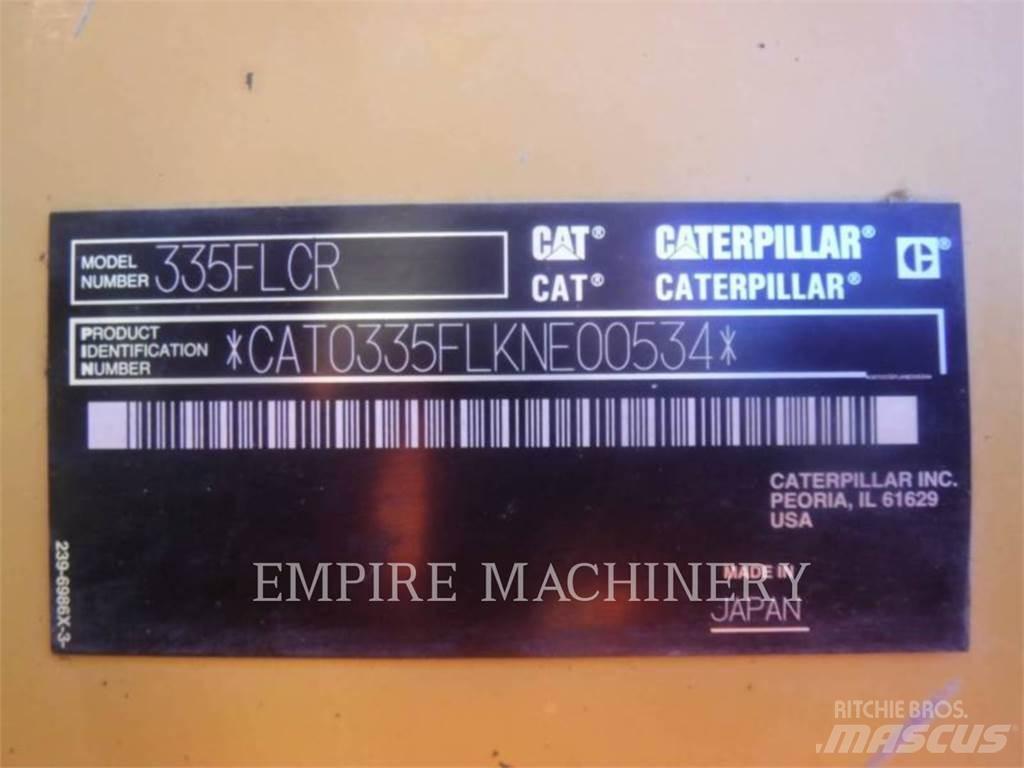 MODEL
NUMBER 335FLCR
CAT® CATERPILLAR®
CAT® CATERPILLAR®
C®
PRODUCT
IDENTIFICATION
NUMBER *CAT0335FLKNE00534*
CATERPILLAR INC.
PEORIA, IL 61629
USA
MADE IN
JAPAN
239-6986X-3-
EMPIRE MACHINERY
RITCHIE BROS.
MASCUS